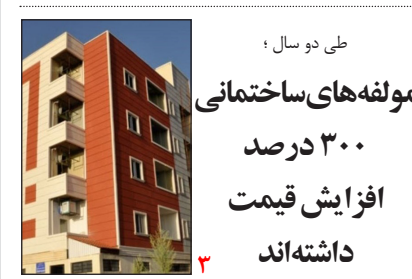 طی دو سال ؛
مولفه‌های‌ساختمانی
۳۰۰ درصد
افزایش قیمت
داشته‌اند
۳